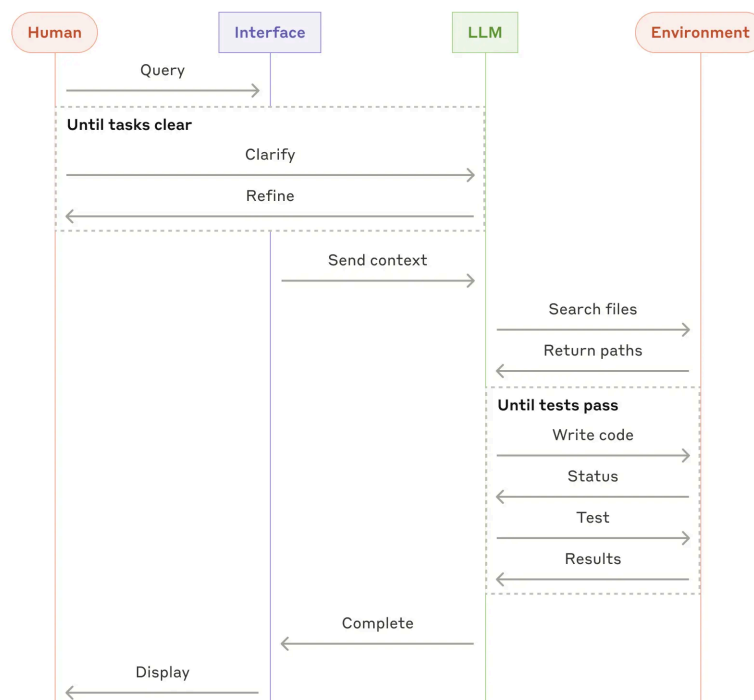 Human
Interface
LLM
Environment
Query
Until tasks clear
Clarify
Refine
Send context
Search files
Return paths
Until tests pass
Write code
Status
Test
Results
Complete
Display